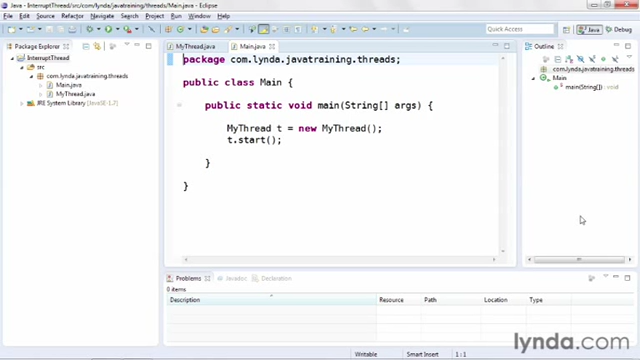 Java - InterruptThread/src/com/lynda/javatraining/threads/Main.java - Eclipse
File Edit Source Refactor Navigate Search Project Run Window Help
Quick Access
Java
Debug
Package Explorer
InterruptThread
src
com.lynda.javatraining.threads
Main.java
MyThread.java
JRE System Library [JavaSE-1.7]
MyThread.java
Main.java
package com.lynda.javatraining.threads;
public class Main {
public static void main(String[] args) {
MyThread t = new MyThread();
t.start();
}
}
Outline
com.lynda.javatraining.threads
Main
main(String[]) : void
Problems
Javadoc
Declaration
0 items
Description
Resource
Path
Location
Type
Writable
Smart Insert
1 : 1
lynda.com